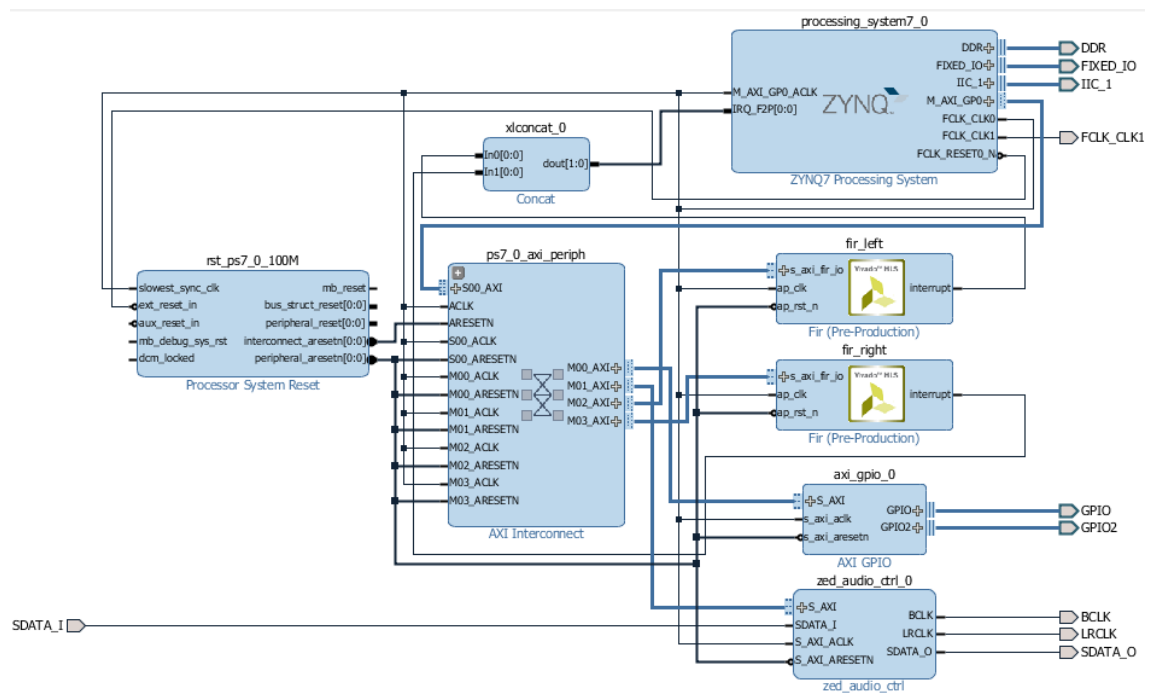 processing_system7_0
DDR
FIXED_IO
IIC_1
M_AXI_GP0
FCLK_CLK0
FCLK_CLK1
FCLK_RESET0_N
M_AXI_GP0_ACLK
IRQ_F2P[0:0]
ZYNQ
ZYNQ7 Processing System
DDR
FIXED_IO
IIC_1
FCLK_CLK1
xlconcat_0
In0[0:0]
In1[0:0]
dout[1:0]
Concat
rst_ps7_0_100M
slowest_sync_clk
ext_reset_in
aux_reset_in
mb_debug_sys_rst
dcm_locked
mb_reset
bus_struct_reset[0:0]
peripheral_reset[0:0]
interconnect_aresetn[0:0]
peripheral_aresetn[0:0]
Processor System Reset
ps7_0_axi_periph
S00_AXI
ACLK
ARESETN
S00_ACLK
S00_ARESETN
M00_ACLK
M00_ARESETN
M01_ACLK
M01_ARESETN
M02_ACLK
M02_ARESETN
M03_ACLK
M03_ARESETN
M00_AXI
M01_AXI
M02_AXI
M03_AXI
AXI Interconnect
fir_left
s_axi_fir_io
ap_clk
ap_rst_n
Vivado™ HLS
interrupt
Fir (Pre-Production)
fir_right
s_axi_fir_io
ap_clk
ap_rst_n
Vivado™ HLS
interrupt
Fir (Pre-Production)
axi_gpio_0
S_AXI
s_axi_aclk
s_axi_aresetn
GPIO
GPIO2
AXI GPIO
GPIO
GPIO2
zed_audio_ctrl_0
S_AXI
SDATA_I
S_AXI_ACLK
S_AXI_ARESETN
BCLK
LRCLK
SDATA_O
zed_audio_ctrl
SDATA_I
BCLK
LRCLK
SDATA_O